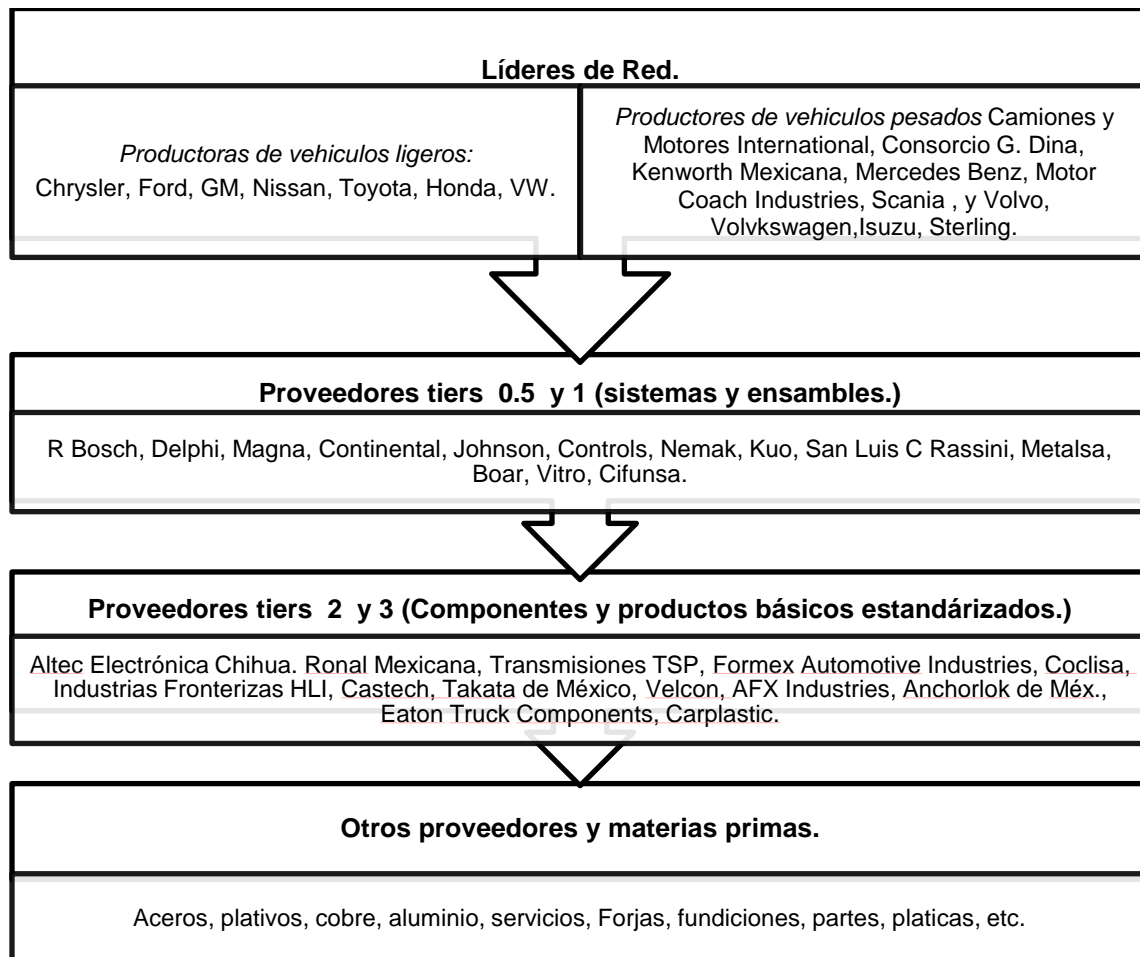 Líderes de Red.
Productoras de vehiculos ligeros:
Chrysler, Ford, GM, Nissan, Toyota, Honda, VW.
Productores de vehiculos pesados Camiones y
Motores International, Consorcio G. Dina,
Kenworth Mexicana, Mercedes Benz, Motor
Coach Industries, Scania , y Volvo,
Volvkswagen,Isuzu, Sterling.
Proveedores tiers 0.5 y 1 (sistemas y ensambles.)
R Bosch, Delphi, Magna, Continental, Johnson, Controls, Nemak, Kuo, San Luis C Rassini, Metalsa,
Boar, Vitro, Cifunsa.
Proveedores tiers 2 y 3 (Componentes y productos básicos estandárizados.)
Altec Electrónica Chihua. Ronal Mexicana, Transmisiones TSP, Formex Automotive Industries, Coclisa,
Industrias Fronterizas HLI, Castech, Takata de México, Velcon, AFX Industries, Anchorlok de Méx.,
Eaton Truck Components, Carplastic.
Otros proveedores y materias primas.
Aceros, plativos, cobre, aluminio, servicios, Forjas, fundiciones, partes, platicas, etc.